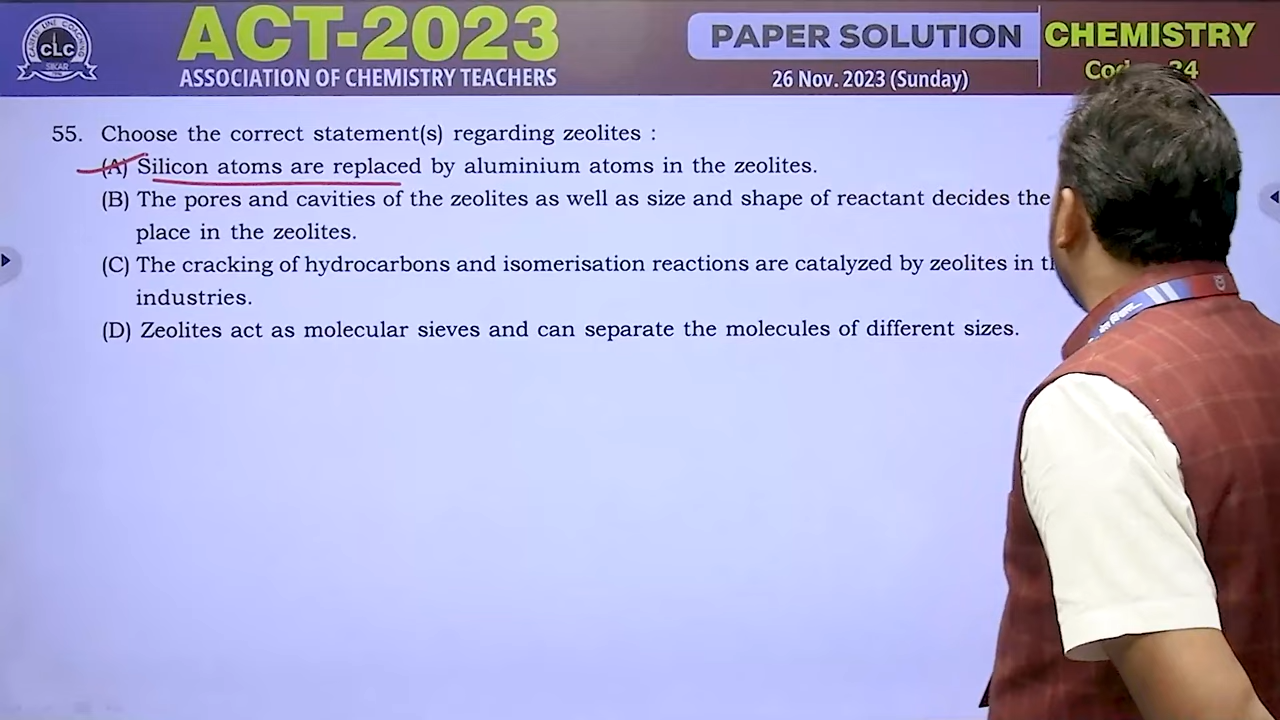 CAREER LINE COACHING
CLC
SIKAR
ACT-2023
ASSOCIATION OF CHEMISTRY TEACHERS
PAPER SOLUTION
26 Nov. 2023 (Sunday)
CHEMISTRY
55. Choose the correct statement(s) regarding zeolites :
(A) Silicon atoms are replaced by aluminium atoms in the zeolites.
(B) The pores and cavities of the zeolites as well as size and shape of reactant decides the
place in the zeolites.
(C) The cracking of hydrocarbons and isomerisation reactions are catalyzed by zeolites in
industries.
(D) Zeolites act as molecular sieves and can separate the molecules of different sizes.